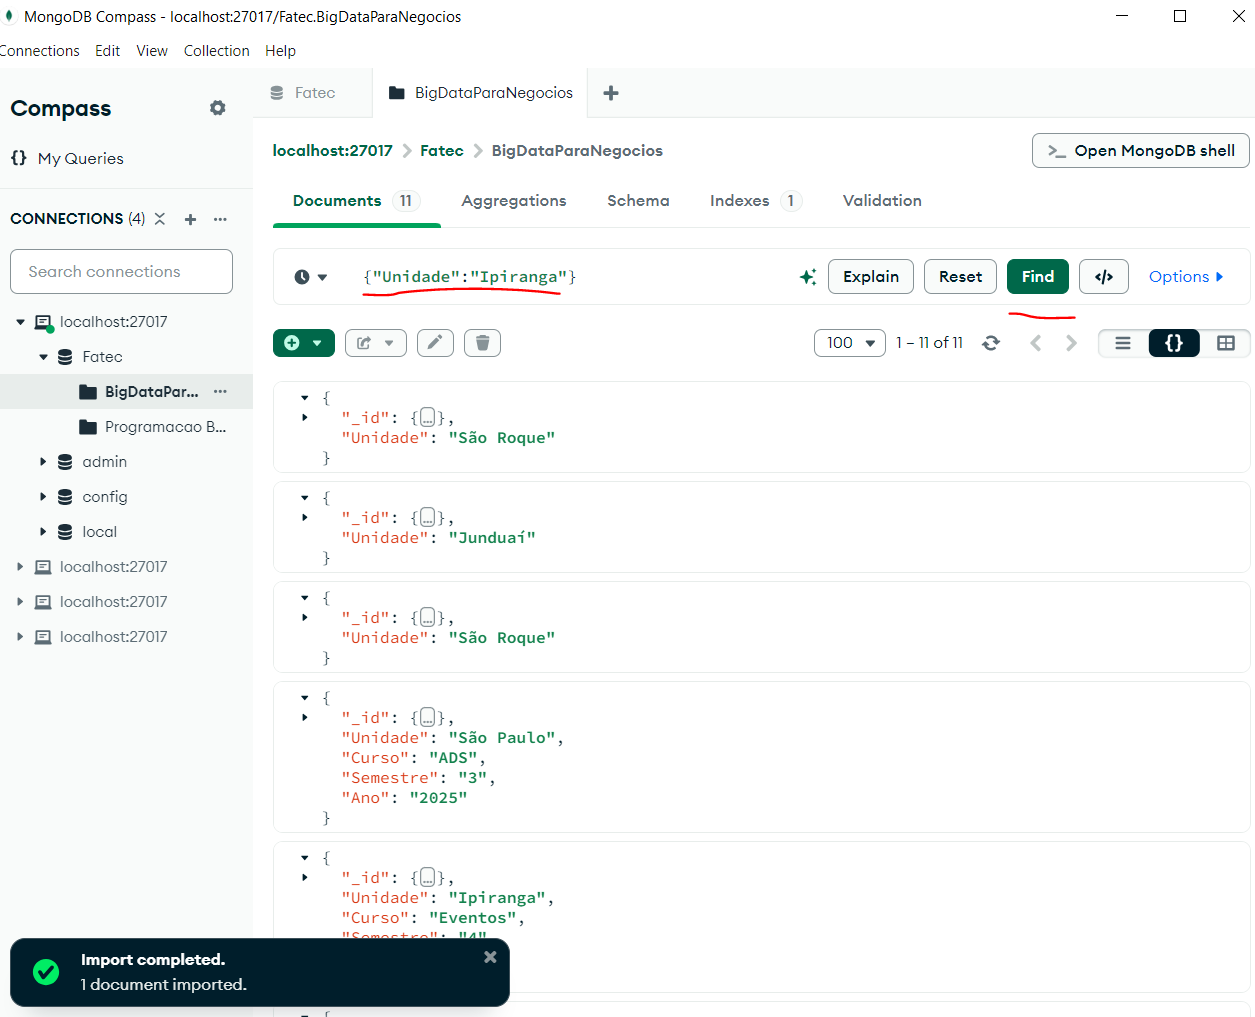 MongoDB Compass - localhost:27017/Fatec.BigDataParaNegocios
Connections Edit View Collection Help
Compass
My Queries
CONNECTIONS (4)
Search connections
localhost:27017
Fatec
BigDataPar...
Programacao B...
admin
config
local
localhost:27017
localhost:27017
localhost:27017
Fatec
BigDataParaNegocios
localhost:27017 > Fatec > BigDataParaNegocios
>_ Open MongoDB shell
Documents 11 Aggregations Schema Indexes 1 Validation
{"Unidade":"Ipiranga"}
Explain Reset Find </> Options
100 1 – 11 of 11 {}
{
"_id": {…},
"Unidade": "São Roque"
}
{
"_id": {…},
"Unidade": "Junduaí"
}
{
"_id": {…},
"Unidade": "São Roque"
}
{
"_id": {…},
"Unidade": "São Paulo",
"Curso": "ADS",
"Semestre": "3",
"Ano": "2025"
}
{
"_id": {…},
"Unidade": "Ipiranga",
"Curso": "Eventos",
"Semestre": "4"
Import completed.
1 document imported.